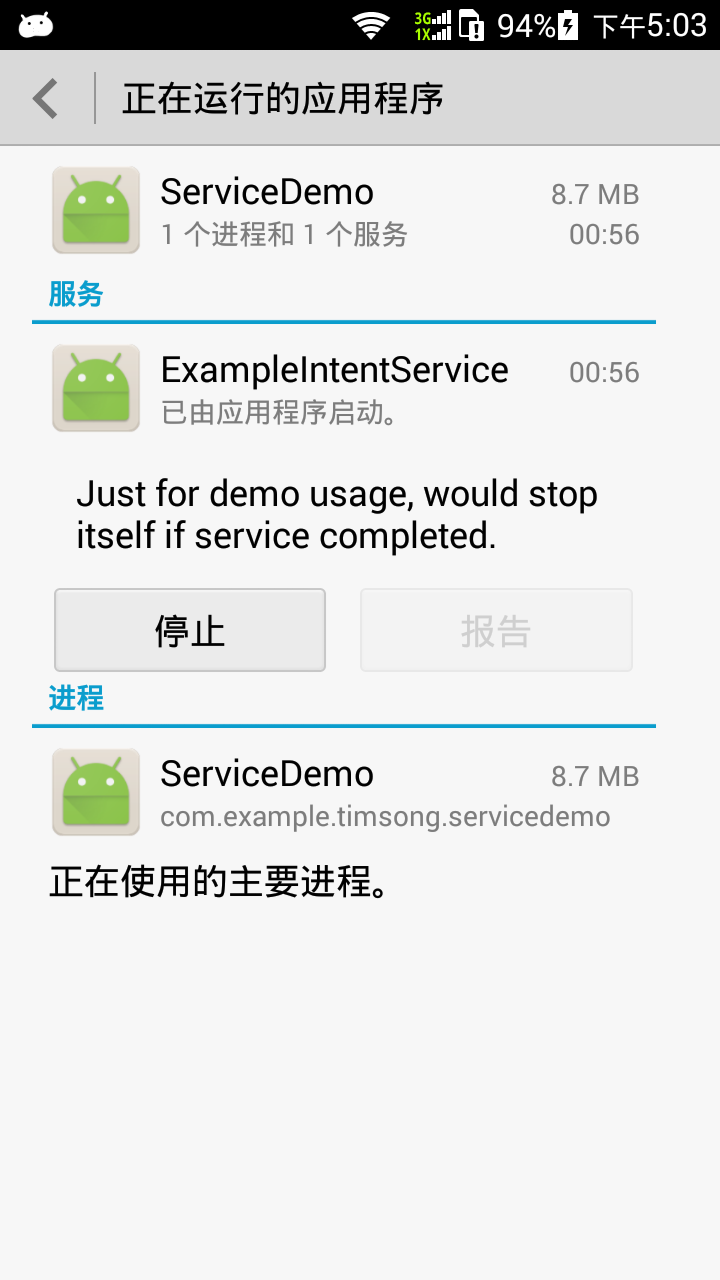 3G
1X
94%
下午5:03
正在运行的应用程序
ServiceDemo 8.7 MB
1 个进程和 1 个服务 00:56
服务
ExampleIntentService 00:56
已由应用程序启动。
Just for demo usage, would stop
itself if service completed.
停止 报告
进程
ServiceDemo 8.7 MB
com.example.timsong.servicedemo
正在使用的主要进程。